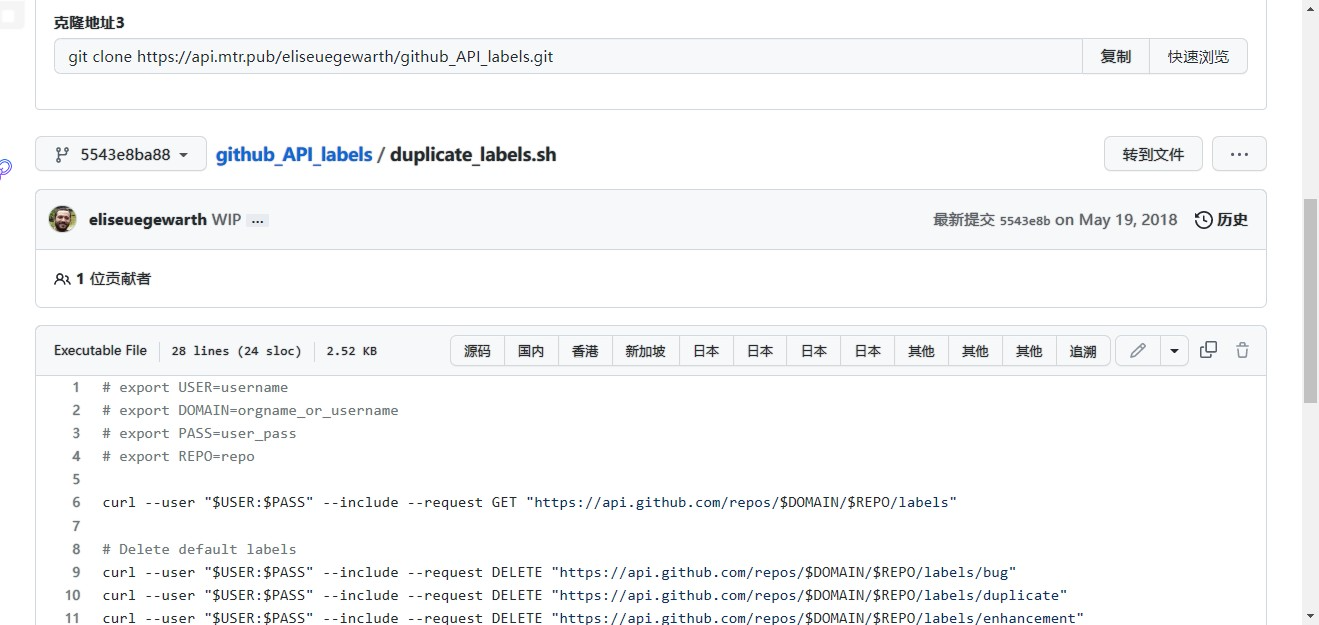 克隆地址3
git clone https://api.mtr.pub/eliseuegewarth/github_API_labels.git 复制 快速浏览
5543e8ba88 github_API_labels / duplicate_labels.sh 转到文件 ...
eliseuegewarth WIP ... 最新提交 5543e8b on May 19, 2018 历史
1 位贡献者
Executable File 28 lines (24 sloc) 2.52 KB 源码 国内 香港 新加坡 日本 日本 日本 日本 其他 其他 其他 追溯
1 # export USER=username
2 # export DOMAIN=orgname_or_username
3 # export PASS=user_pass
4 # export REPO=repo
5
6 curl --user "$USER:$PASS" --include --request GET "https://api.github.com/repos/$DOMAIN/$REPO/labels"
7
8 # Delete default labels
9 curl --user "$USER:$PASS" --include --request DELETE "https://api.github.com/repos/$DOMAIN/$REPO/labels/bug"
10 curl --user "$USER:$PASS" --include --request DELETE "https://api.github.com/repos/$DOMAIN/$REPO/labels/duplicate"
11 curl --user "$USER:$PASS" --include --request DELETE "https://api.github.com/repos/$DOMAIN/$REPO/labels/enhancement"